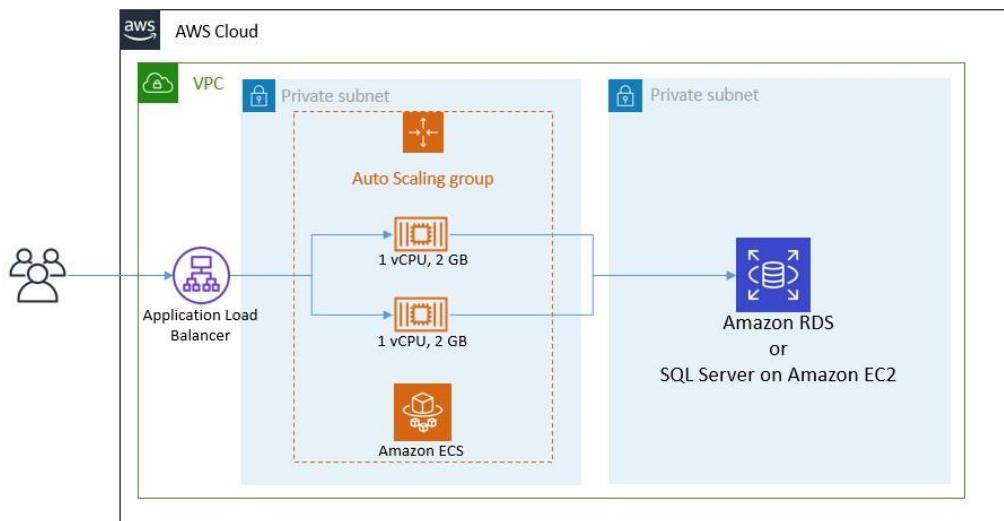 aws
AWS Cloud
VPC
Private subnet
Private subnet
Auto Scaling group
1 vCPU, 2 GB
1 vCPU, 2 GB
Application Load
Balancer
Amazon ECS
Amazon RDS
or
SQL Server on Amazon EC2